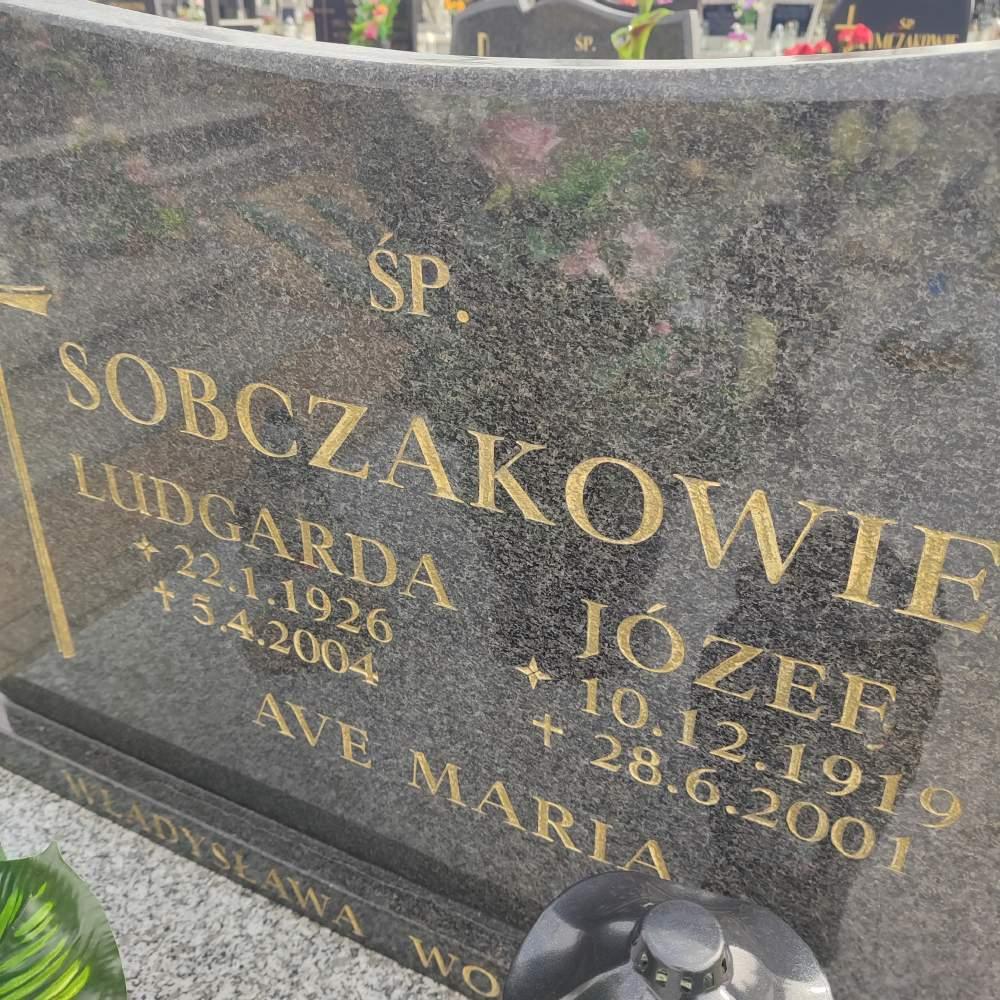 ŚP.
ŚP.
SOBCZAKOWIE
LUDGARDA
22.1.1926
5.4.2004
JÓZEF
10.12.1919
28.6.2001
AVE MARIA
WŁADYSŁAWA